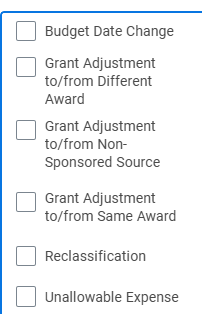 Budget Date Change
Grant Adjustment
to/from Different
Award
Grant Adjustment
to/from Non-
Sponsored Source
Grant Adjustment
to/from Same Award
Reclassification
Unallowable Expense